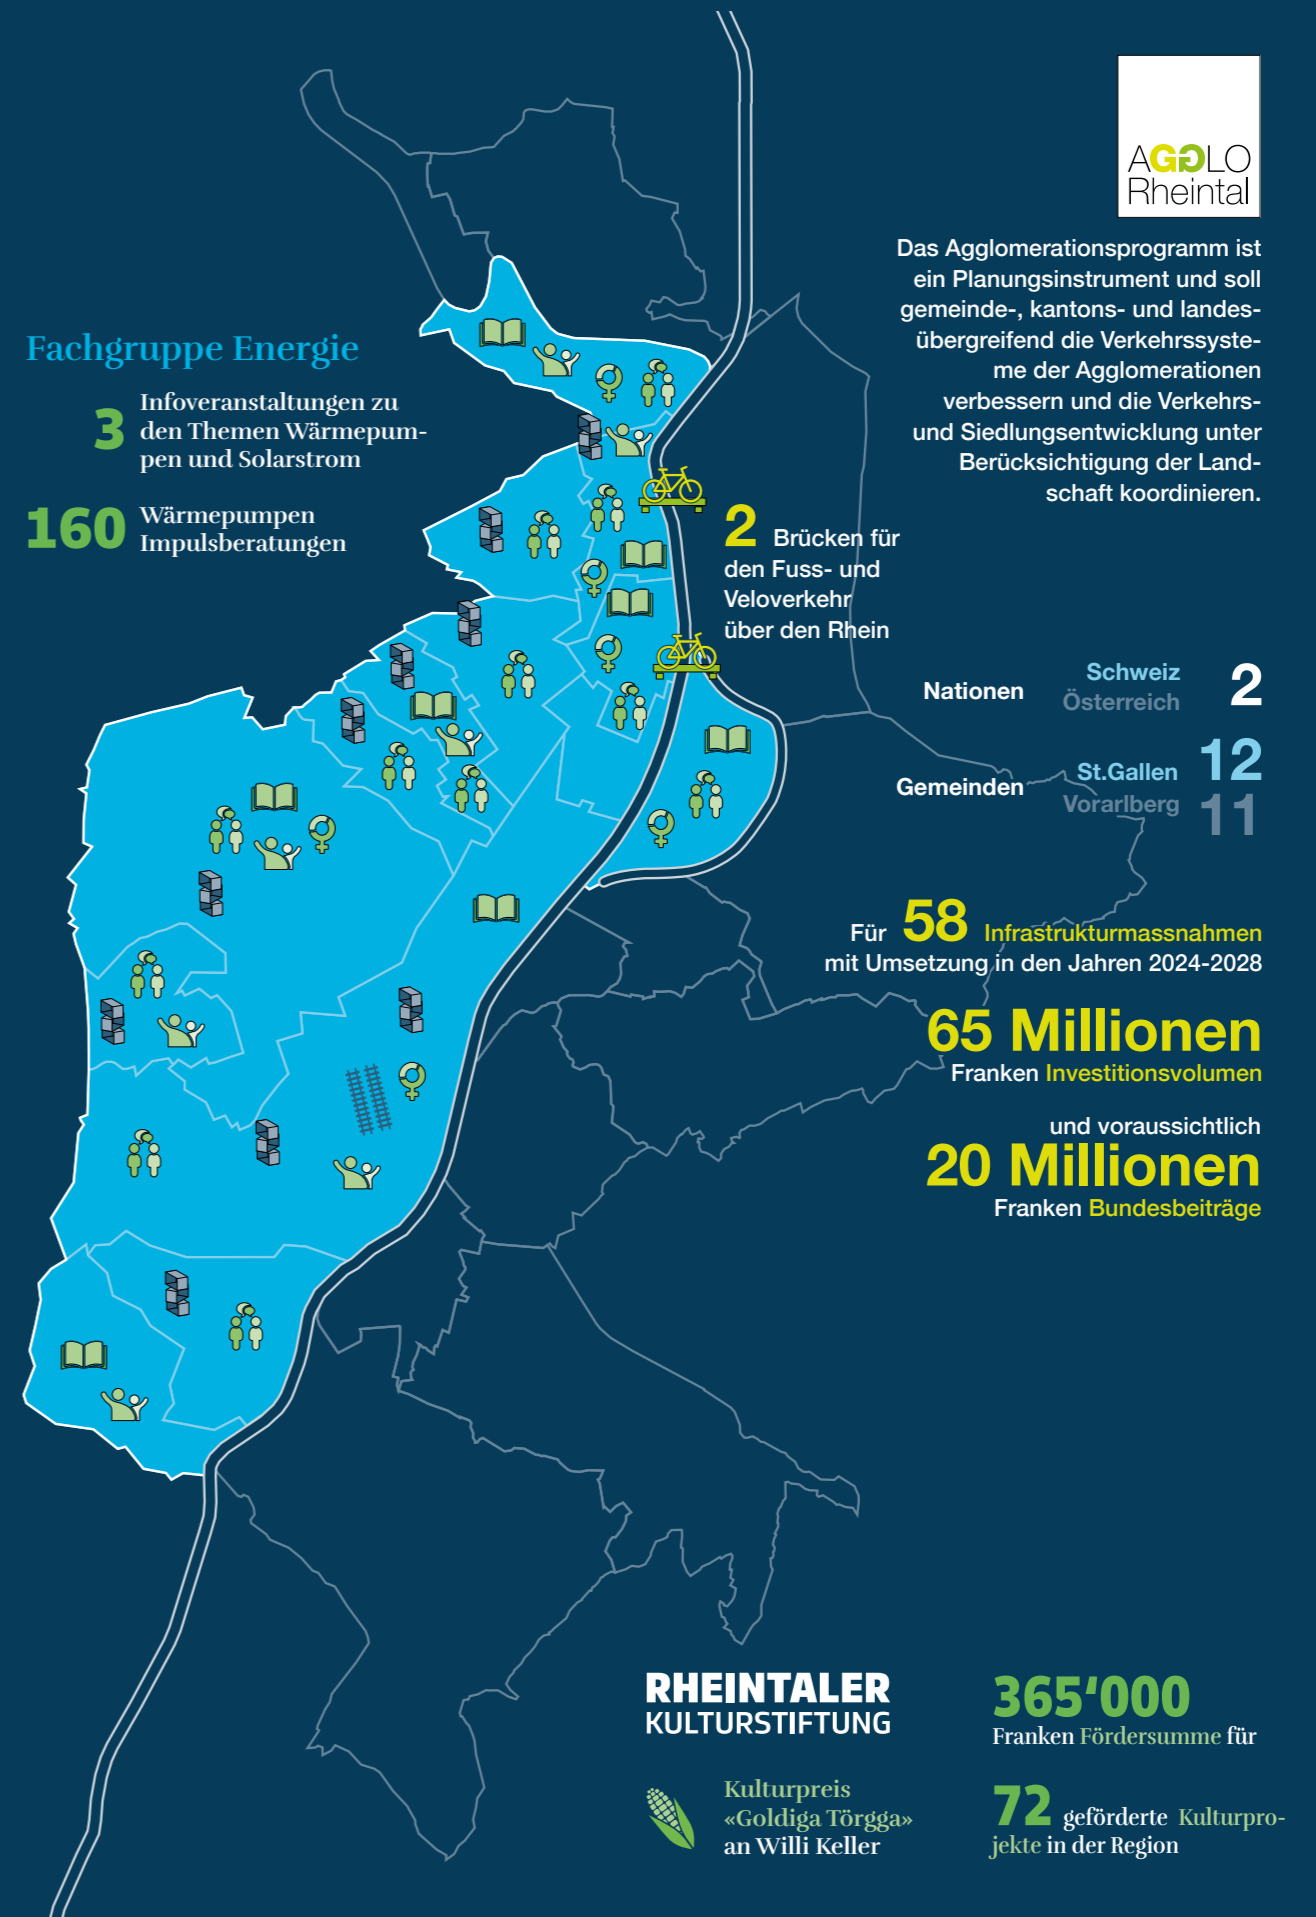 AGGLO
Rheintal
Das Agglomerationsprogramm ist
ein Planungsinstrument und soll
gemeinde-, kantons- und landes-
übergreifend die Verkehrssyste-
me der Agglomerationen
verbessern und die Verkehrs-
und Siedlungsentwicklung unter
Berücksichtigung der Land-
schaft koordinieren.
Fachgruppe Energie
3 Infoveranstaltungen zu
den Themen Wärmepum-
pen und Solarstrom
160 Wärmepumpen
Impulsberatungen
2 Brücken für
den Fuss- und
Veloverkehr
über den Rhein
Nationen Schweiz
Österreich 2
Gemeinden St.Gallen 12
Vorarlberg 11
Für 58 Infrastrukturmassnahmen
mit Umsetzung in den Jahren 2024-2028
65 Millionen
Franken Investitionsvolumen
und voraussichtlich
20 Millionen
Franken Bundesbeiträge
RHEINTALER
KULTURSTIFTUNG
Kulturpreis
«Goldiga Törgga»
an Willi Keller
365'000
Franken Fördersumme für
72 geförderte Kulturpro-
jekte in der Region